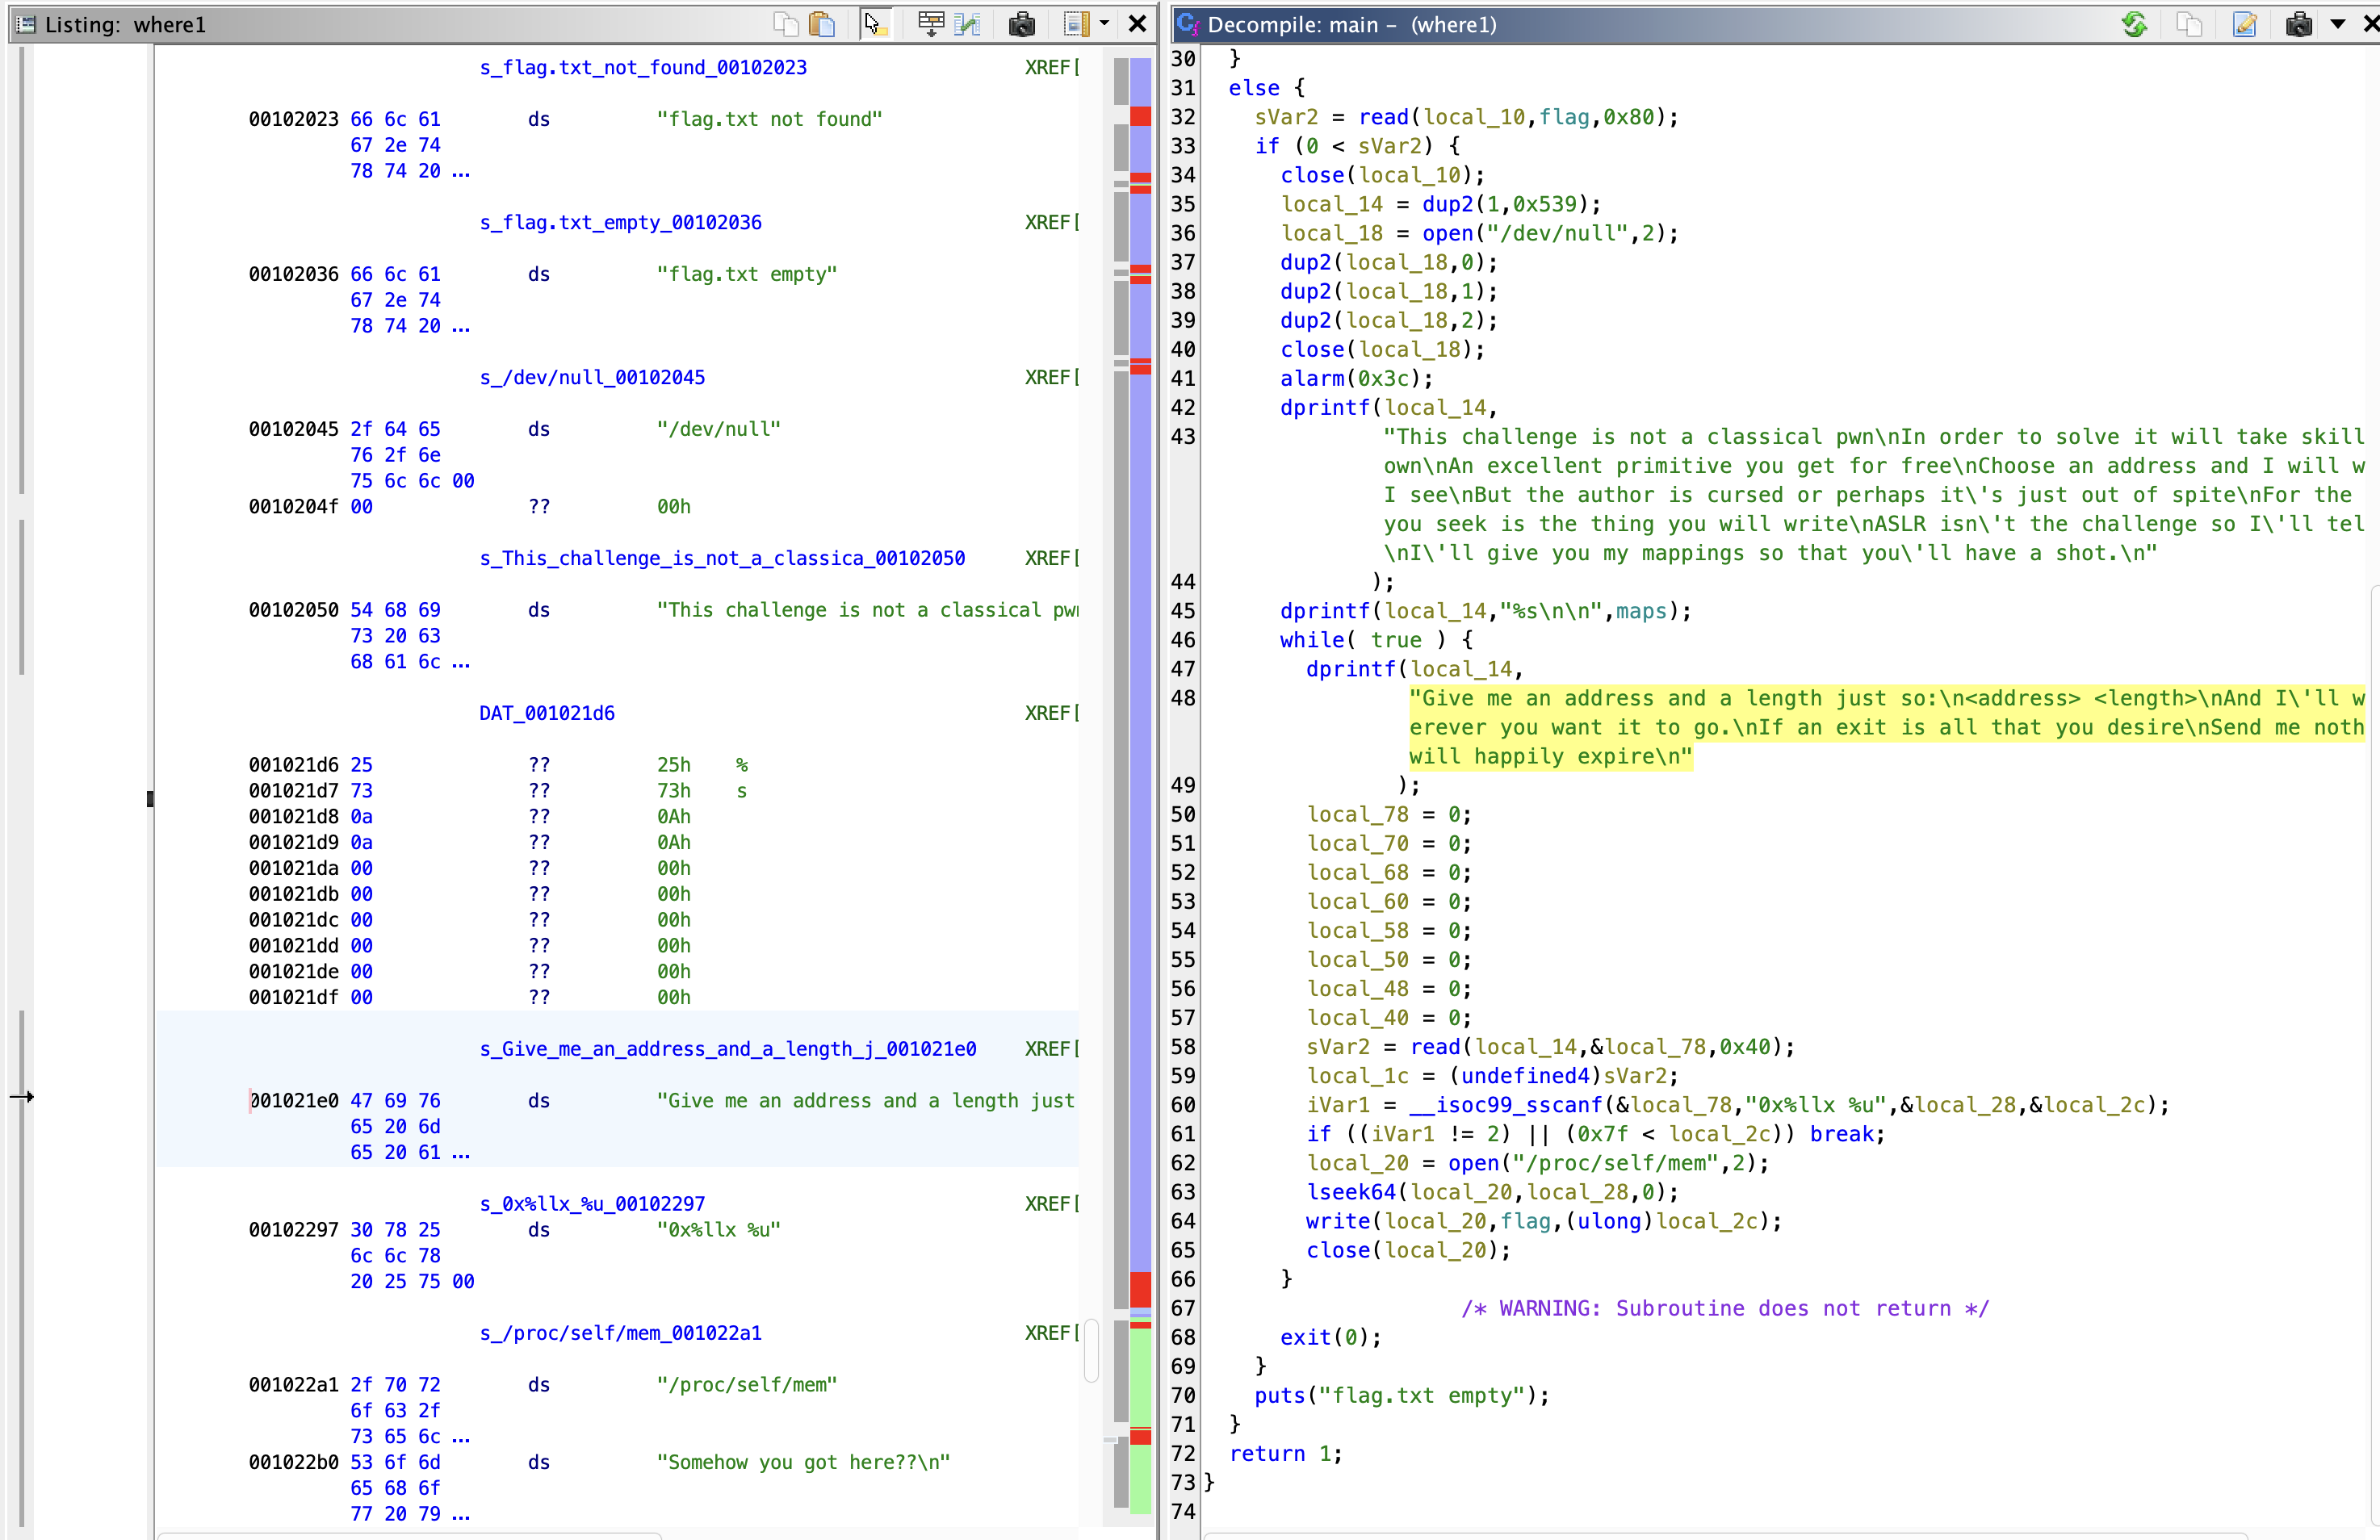 Listing: where1
s_flag.txt_not_found_00102023 XREF[
00102023 66 6c 61 ds "flag.txt not found"
67 2e 74
78 74 20 ...
s_flag.txt_empty_00102036 XREF[
00102036 66 6c 61 ds "flag.txt empty"
67 2e 74
78 74 20 ...
s_/dev/null_00102045 XREF[
00102045 2f 64 65 ds "/dev/null"
76 2f 6e
75 6c 6c 00
0010204f 00 ?? 00h
s_This_challenge_is_not_a_classica_00102050 XREF[
00102050 54 68 69 ds "This challenge is not a classical pwn
73 20 63
68 61 6c ...
DAT_001021d6 XREF[
001021d6 25 ?? 25h %
001021d7 73 ?? 73h s
001021d8 0a ?? 0Ah
001021d9 0a ?? 0Ah
001021da 00 ?? 00h
001021db 00 ?? 00h
001021dc 00 ?? 00h
001021dd 00 ?? 00h
001021de 00 ?? 00h
001021df 00 ?? 00h
s_Give_me_an_address_and_a_length_j_001021e0 XREF[
001021e0 47 69 76 ds "Give me an address and a length just
65 20 6d
65 20 61 ...
s_0x%llx_%u_00102297 XREF[
00102297 30 78 25 ds "0x%llx %u"
6c 6c 78
20 25 75 00
s_/proc/self/mem_001022a1 XREF[
001022a1 2f 70 72 ds "/proc/self/mem"
6f 63 2f
73 65 6c ...
001022b0 53 6f 6d ds "Somehow you got here??\n"
65 68 6f
77 20 79 ...
Decompile: main - (where1)
30 }
31 else {
32 sVar2 = read(local_10,flag,0x80);
33 if (0 < sVar2) {
34 close(local_10);
35 local_14 = dup2(1,0x539);
36 local_18 = open("/dev/null",2);
37 dup2(local_18,0);
38 dup2(local_18,1);
39 dup2(local_18,2);
40 close(local_18);
41 alarm(0x3c);
42 dprintf(local_14,
43 "This challenge is not a classical pwn\nIn order to solve it will take skill
own\nAn excellent primitive you get for free\nChoose an address and I will w
I see\nBut the author is cursed or perhaps it\'s just out of spite\nFor the
you seek is the thing you will write\nASLR isn\'t the challenge so I\'ll tel
\nI\'ll give you my mappings so that you\'ll have a shot.\n"
44 );
45 dprintf(local_14,"%s\n\n",maps);
46 while( true ) {
47 dprintf(local_14,
48 "Give me an address and a length just so:\n<address> <length>\nAnd I\'ll w
erever you want it to go.\nIf an exit is all that you desire\nSend me noth
will happily expire\n"
49 );
50 local_78 = 0;
51 local_70 = 0;
52 local_68 = 0;
53 local_60 = 0;
54 local_58 = 0;
55 local_50 = 0;
56 local_48 = 0;
57 local_40 = 0;
58 sVar2 = read(local_14,&local_78,0x40);
59 local_1c = (undefined4)sVar2;
60 iVar1 = __isoc99_sscanf(&local_78,"0x%llx %u",&local_28,&local_2c);
61 if ((iVar1 != 2) || (0x7f < local_2c)) break;
62 local_20 = open("/proc/self/mem",2);
63 lseek64(local_20,local_28,0);
64 write(local_20,flag,(ulong)local_2c);
65 close(local_20);
66 }
67 /* WARNING: Subroutine does not return */
68 exit(0);
69 }
70 puts("flag.txt empty");
71 }
72 return 1;
73 }
74